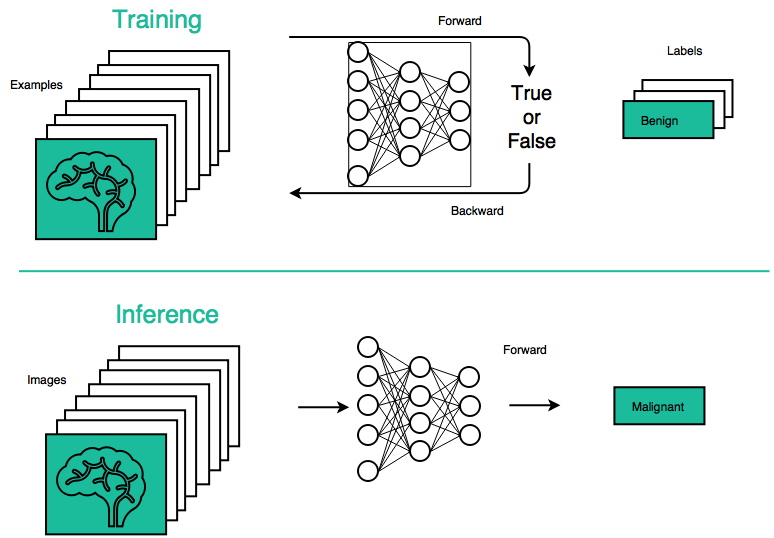 Training
Forward
Examples
Labels
True
or
False
Benign
Backward
Inference
Images
Forward
Malignant